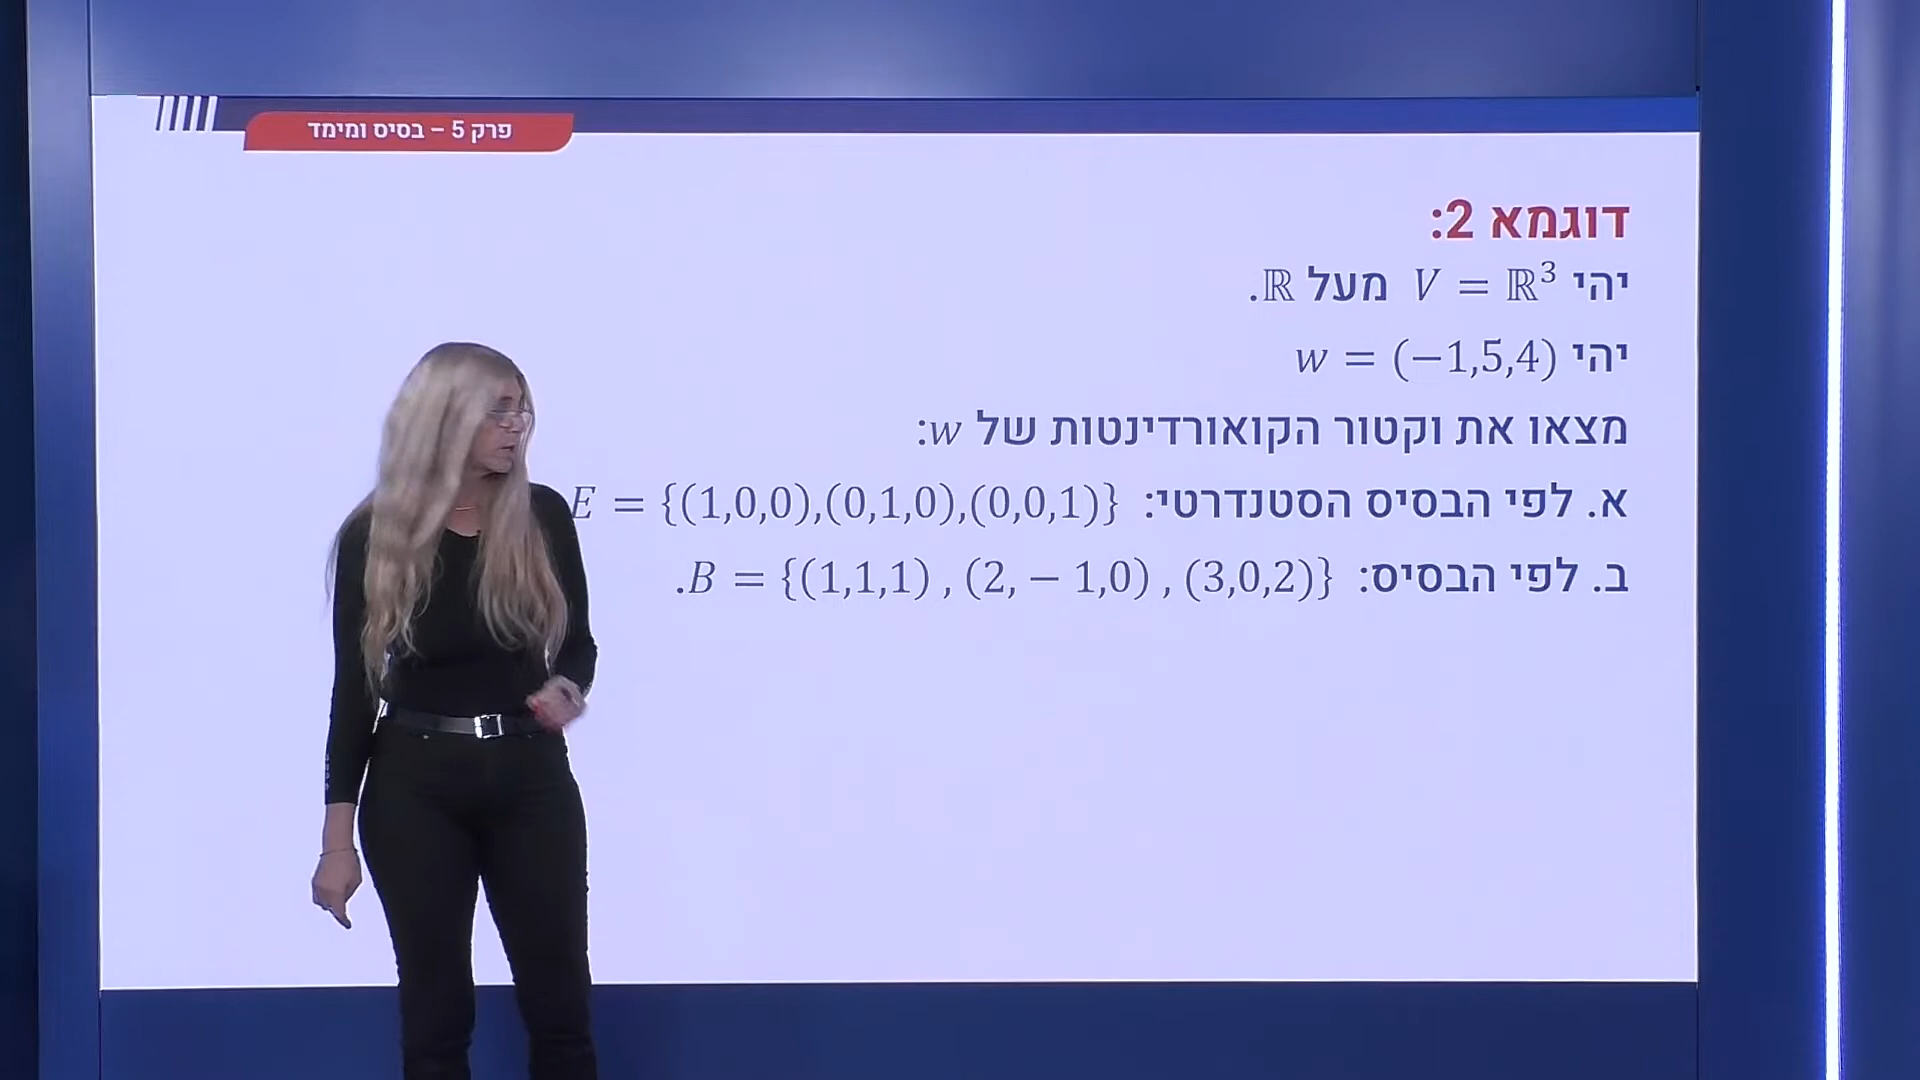 פרק 5 – בסיס ומימד
דוגמא 2:
יהי V = ℝ³ מעל ℝ.
יהי w = (−1,5,4)
מצאו את וקטור הקואורדינטות של w:
א. לפי הבסיס הסטנדרטי: E = {(1,0,0),(0,1,0),(0,0,1)}
ב. לפי הבסיס: B = {(1,1,1) , (2, − 1,0) , (3,0,2)}.